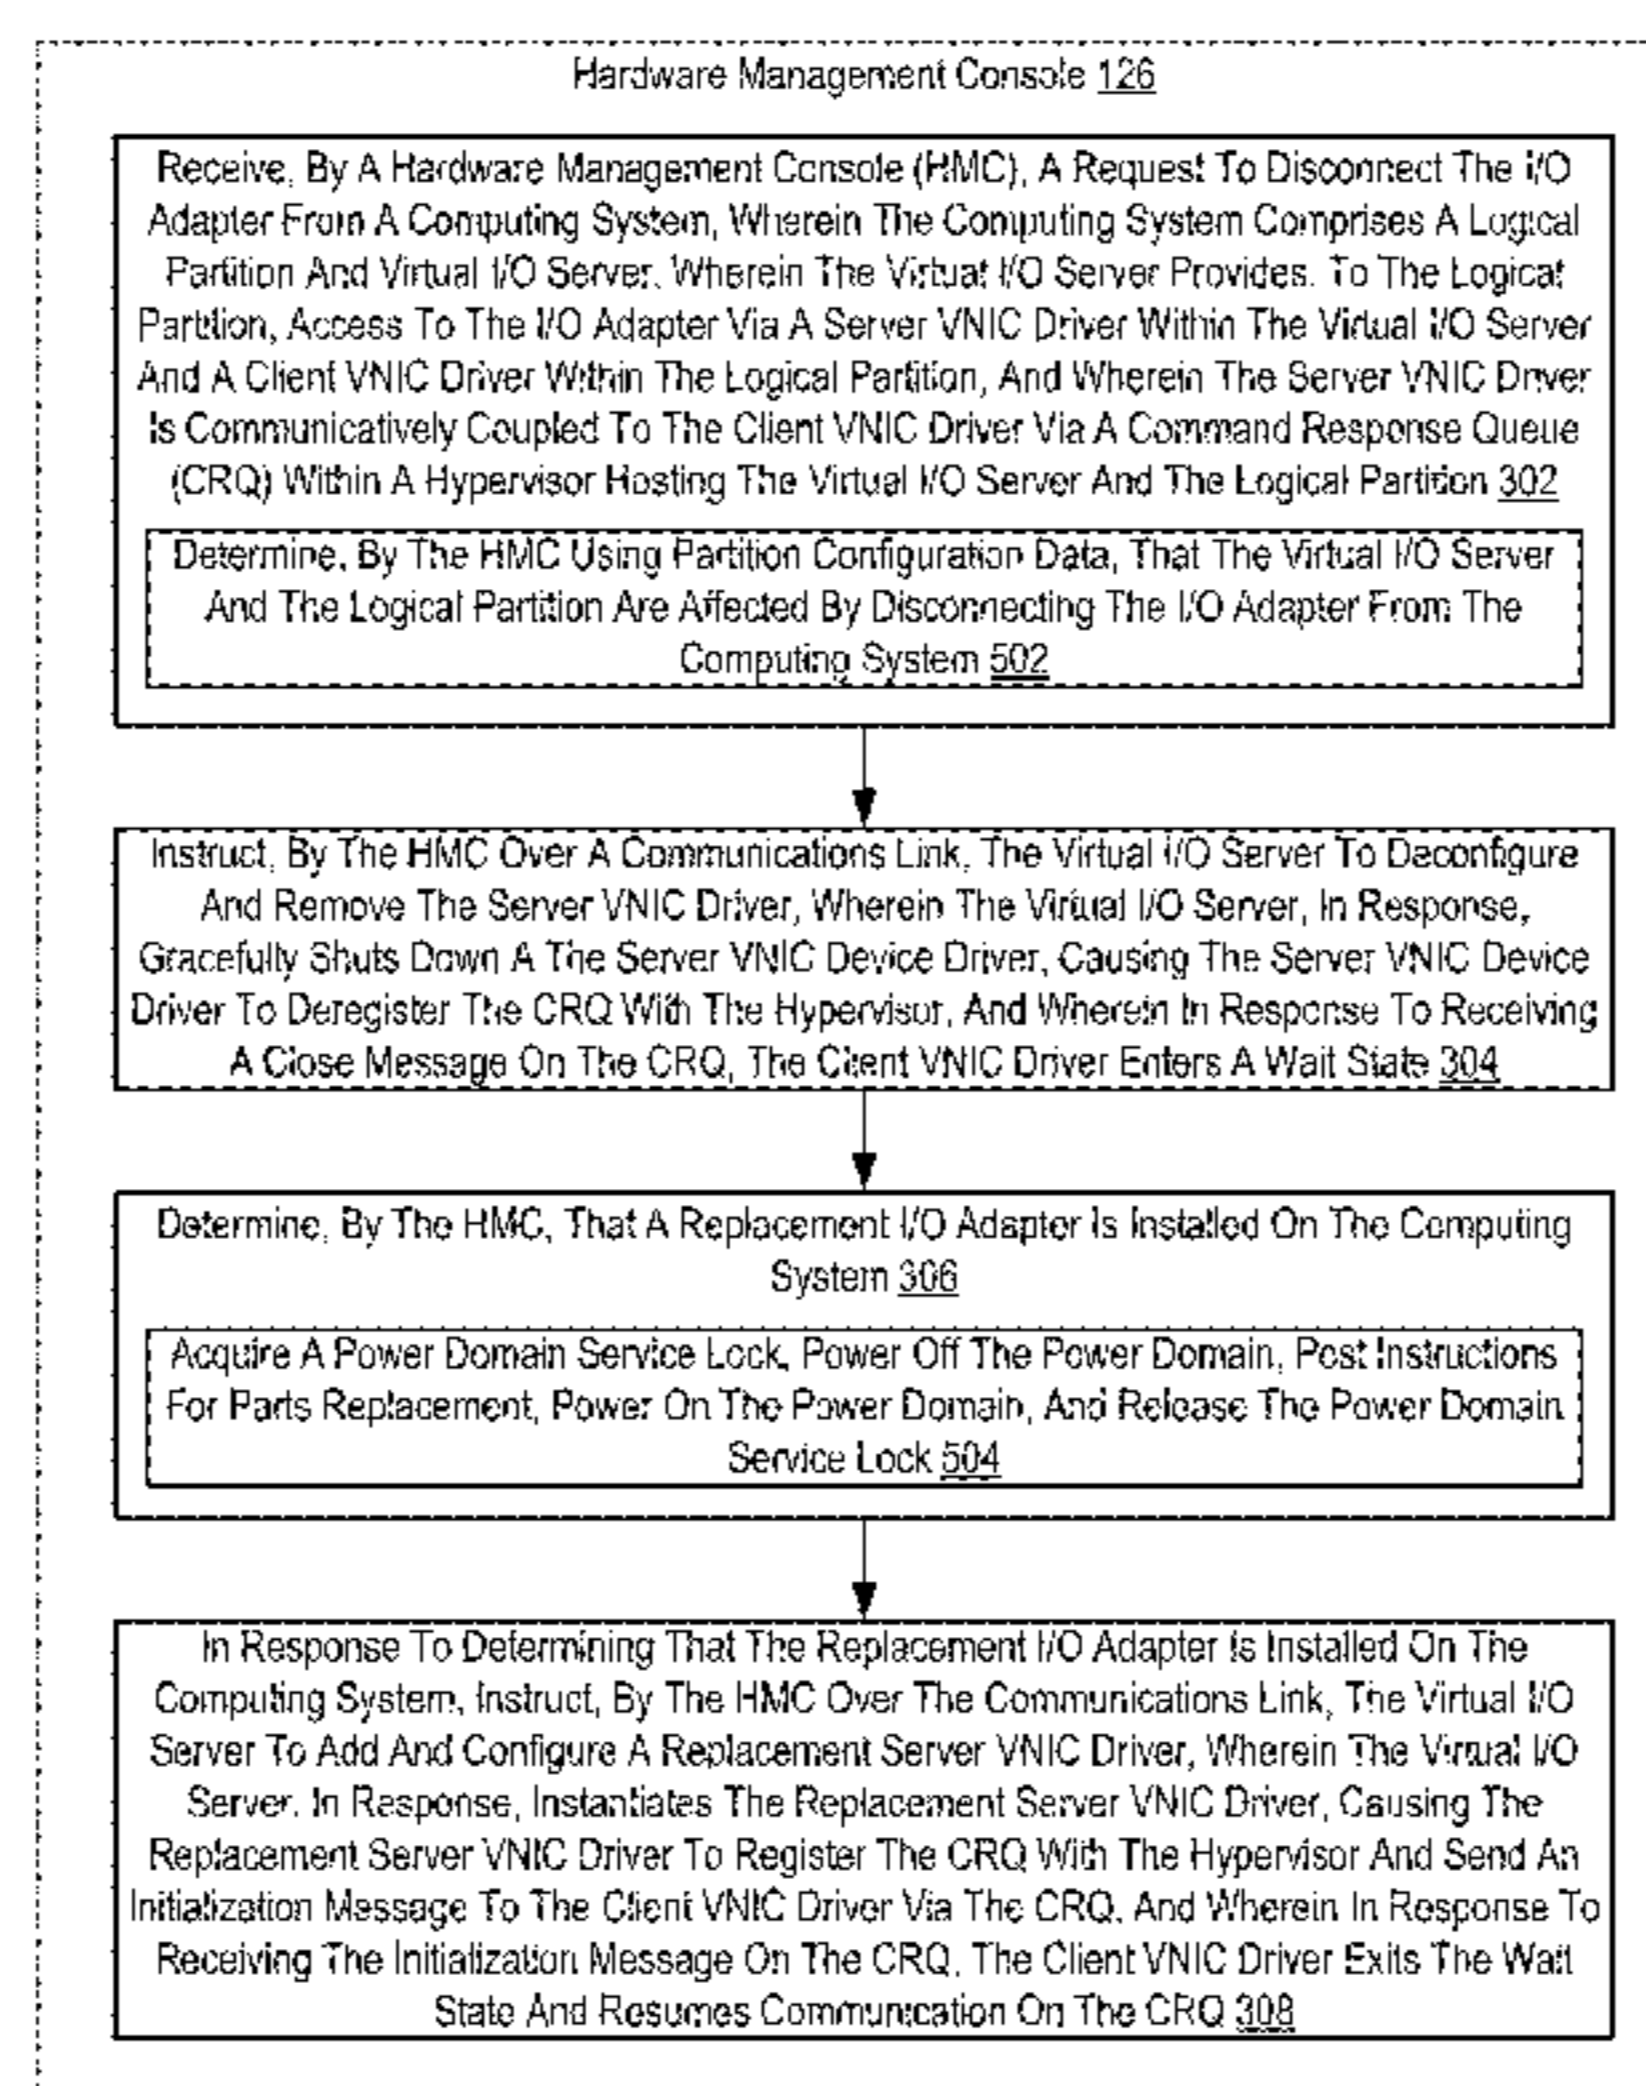 Hardware Management Console 126
Receive, By A Hardware Management Console (HMC), A Request To Disconnect The I/O
Adapter From A Computing System, Wherein The Computing System Comprises A Logical
Partition And Virtual I/O Server, Wherein The Virtual I/O Server Provides, To The Logical
Partition, Access To The I/O Adapter Via A Server VNIC Driver Within The Virtual I/O Server
And A Client VNIC Driver Within The Logical Partition, And Wherein The Server VNIC Driver
Is Communicatively Coupled To The Client VNIC Driver Via A Command Response Queue
(CRQ) Within A Hypervisor Hosting The Virtual I/O Server And The Logical Partition 302
Determine, By The HMC Using Partition Configuration Data, That The Virtual I/O Server
And The Logical Partition Are Affected By Disconnecting The I/O Adapter From The
Computing System 502
Instruct, By The HMC Over A Communications Link, The Virtual I/O Server To Deconfigure
And Remove The Server VNIC Driver, Wherein The Virtual I/O Server, In Response,
Gracefully Shuts Down A The Server VNIC Device Driver, Causing The Server VNIC Device
Driver To Deregister The CRQ With The Hypervisor, And Wherein In Response To Receiving
A Close Message On The CRQ, The Client VNIC Driver Enters A Wait State 304
Determine, By The HMC, That A Replacement I/O Adapter Is Installed On The Computing
System 306
Acquire A Power Domain Service Lock, Power Off The Power Domain, Post Instructions
For Parts Replacement, Power On The Power Domain, And Release The Power Domain
Service Lock 504
In Response To Determining That The Replacement I/O Adapter Is Installed On The
Computing System, Instruct, By The HMC Over The Communications Link, The Virtual I/O
Server To Add And Configure A Replacement Server VNIC Driver, Wherein The Virtual I/O
Server, In Response, Instantiates The Replacement Server VNIC Driver, Causing The
Replacement Server VNIC Driver To Register The CRQ With The Hypervisor And Send An
Initialization Message To The Client VNIC Driver Via The CRQ, And Wherein In Response To
Receiving The Initialization Message On The CRQ, The Client VNIC Driver Exits The Wait
State And Resumes Communication On The CRQ 308